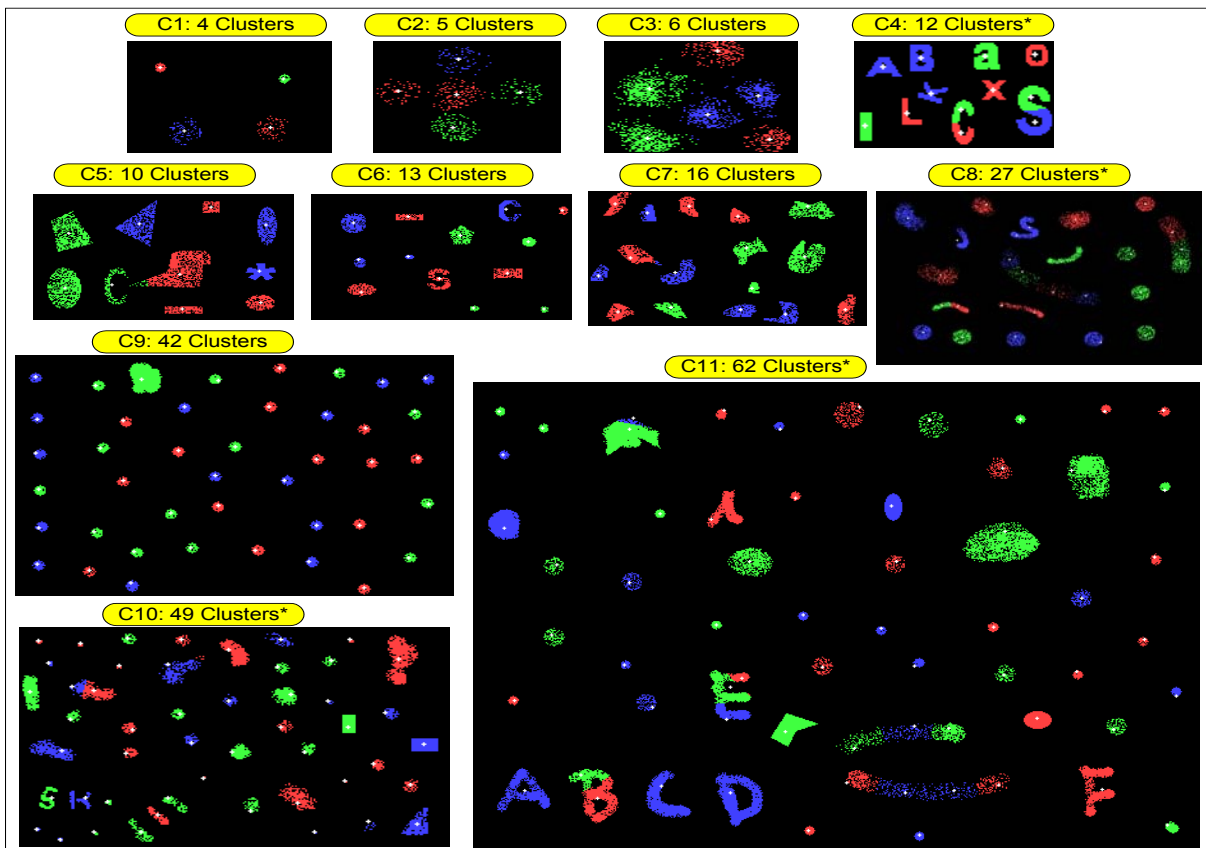 C1: 4 Clusters
C2: 5 Clusters
C3: 6 Clusters
C4: 12 Clusters*
A B a o
K X S
I L C
C5: 10 Clusters
C6: 13 Clusters
C7: 16 Clusters
C8: 27 Clusters*
C
C
S
S
C9: 42 Clusters
C11: 62 Clusters*
C10: 49 Clusters*
E
S K
A B C D F